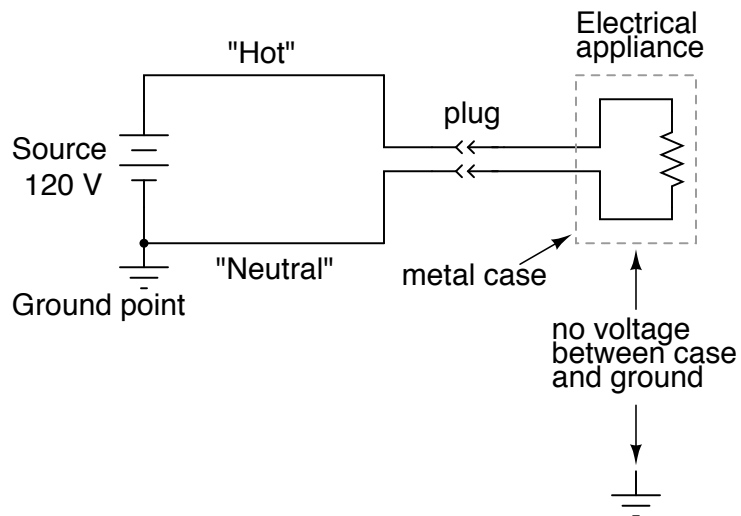 Electrical
appliance
"Hot"
plug
Source
120 V
"Neutral"
metal case
Ground point
no voltage
between case
and ground